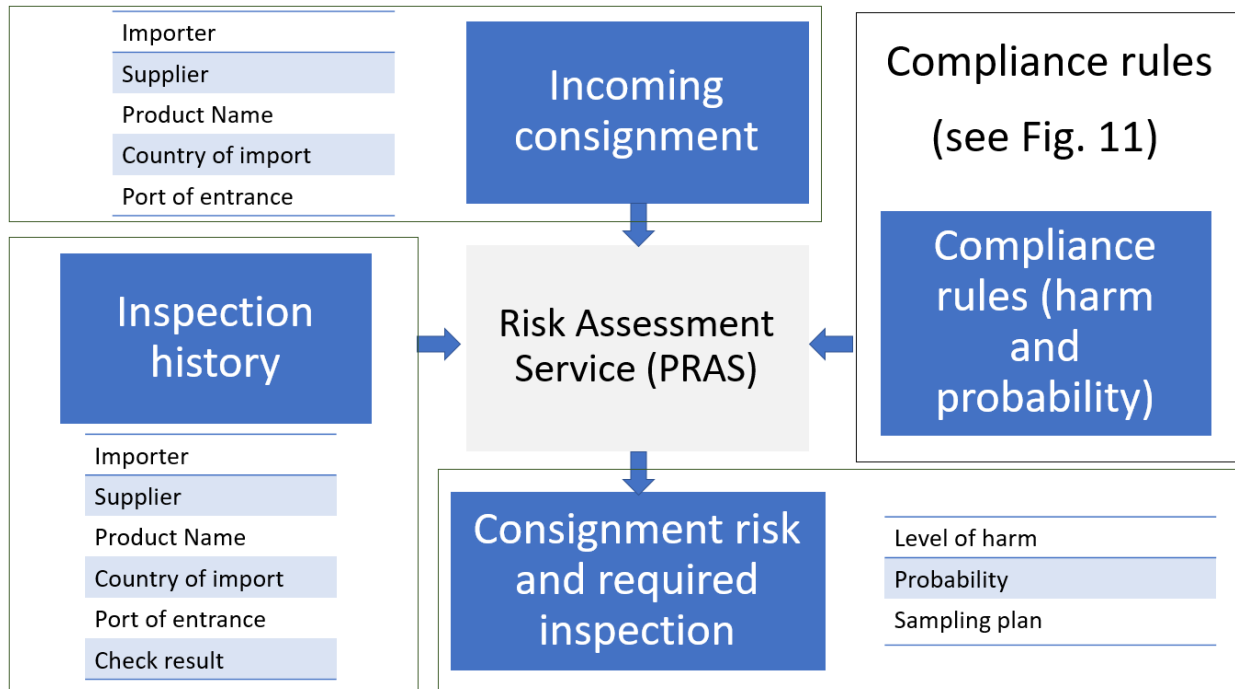 Importer
Supplier
Product Name
Country of import
Port of entrance
Incoming
consignment
Compliance rules
(see Fig. 11)
Compliance
rules (harm
and
probability)
Inspection
history
Importer
Supplier
Product Name
Country of import
Port of entrance
Check result
Risk Assessment
Service (PRAS)
Consignment risk
and required
inspection
Level of harm
Probability
Sampling plan